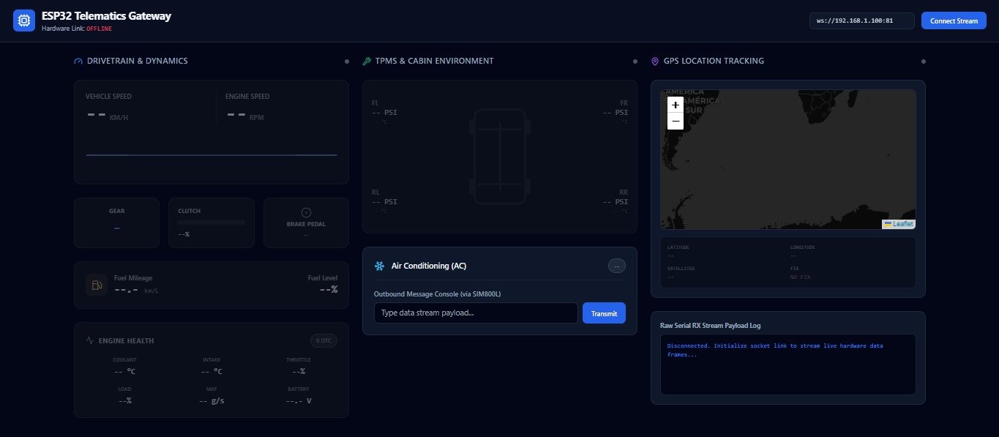 ESP32 Telematics Gateway
Hardware Link: OFFLINE
ws://192.168.1.100:81
Connect Stream
DRIVETRAIN & DYNAMICS
VEHICLE SPEED
ENGINE SPEED
-- KM/H
-- RPM
GEAR
—
CLUTCH
--%
BRAKE PEDAL
--
Fuel Mileage
--.- km/L
Fuel Level
--%
ENGINE HEALTH
0 DTC
COOLANT
-- °C
INTAKE
-- °C
THROTTLE
--%
LOAD
--%
MAF
-- g/s
BATTERY
--.- V
TPMS & CABIN ENVIRONMENT
FL
-- PSI
-- °C
FR
-- PSI
°C
RL
-- PSI
-- °C
RR
-- PSI
-- °C
Air Conditioning (AC)
--
Outbound Message Console (via SIM800L)
Type data stream payload...
Transmit
GPS LOCATION TRACKING
AMERICA
AMÉRICA
SUR
+
−
Leaflet
LATITUDE
--
LONGITUDE
--
SATELLITES
--
FIX
NO FIX
Raw Serial RX Stream Payload Log
Disconnected. Initialize socket link to stream live hardware data
frames...